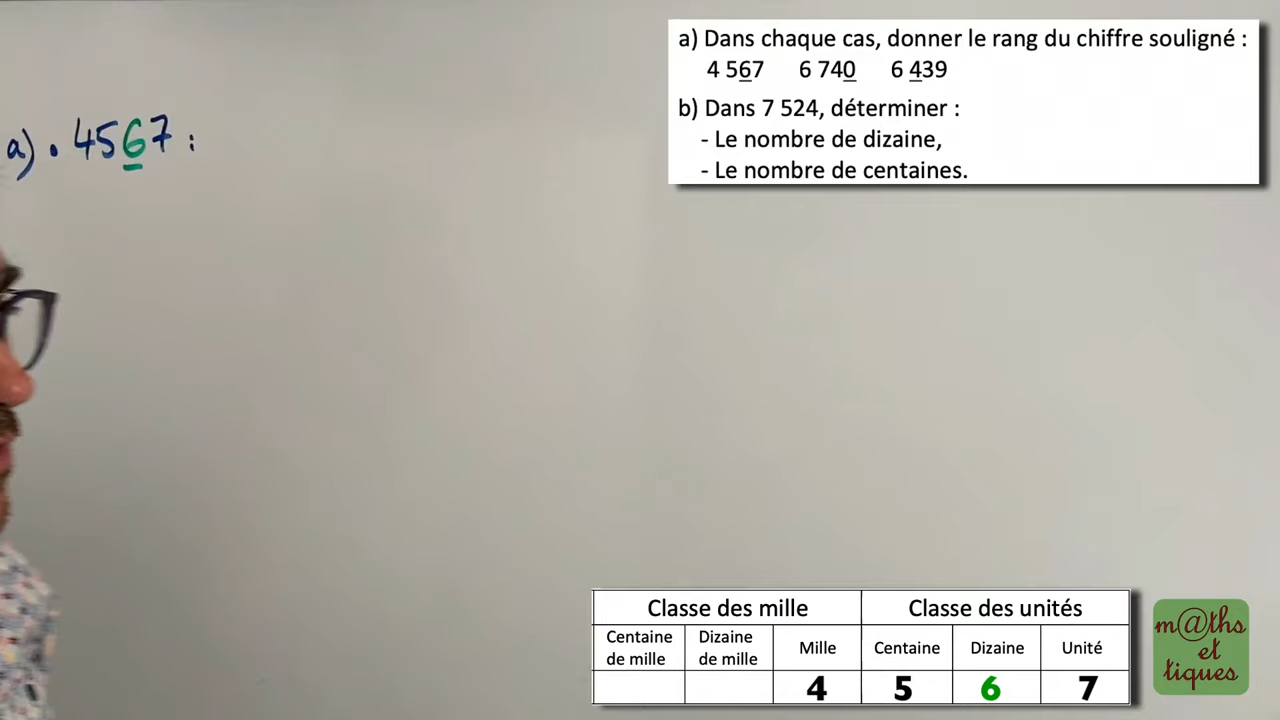 a) Dans chaque cas, donner le rang du chiffre souligné :
4 567 6 740 6 439
b) Dans 7 524, déterminer :
- Le nombre de dizaine,
- Le nombre de centaines.
a) • 4567 :
Classe des mille Classe des unités
Centaine de mille Dizaine de mille Mille Centaine Dizaine Unité
4 5 6 7
m@ths
et
tiques